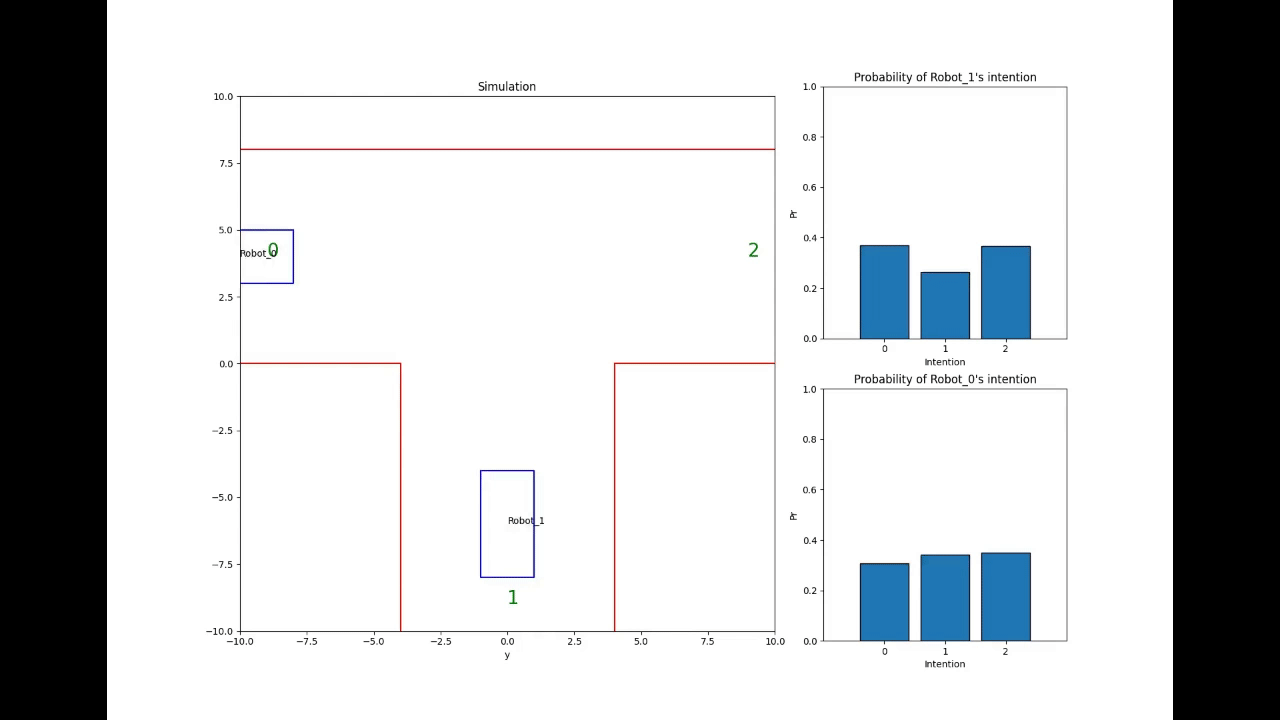 Simulation
10.0
7.5
5.0
2.5
0.0
−2.5
−5.0
−7.5
−10.0
Robot_0
0
2
Robot_1
1
−10.0 −7.5 −5.0 −2.5 0.0 2.5 5.0 7.5 10.0
y
Probability of Robot_1's intention
1.0
0.8
0.6
0.4
0.2
0.0
Pr
0 1 2
Intention
Probability of Robot_0's intention
1.0
0.8
0.6
0.4
0.2
0.0
Pr
0 1 2
Intention